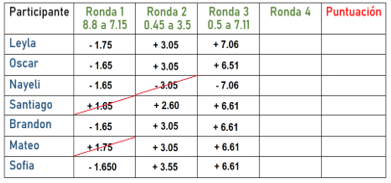 Participante Ronda 1 Ronda 2 Ronda 3 Ronda 4 Puntuación
8.8 a 7.15 0.45 a 3.5 0.5 a 7.11
Leyla - 1.75 + 3.05 + 7.06
Oscar - 1.65 + 3.05 + 6.51
Nayeli - 1.65 - 3.05 - 7.06
Santiago + 1.65 + 2.60 + 6.61
Brandon - 1.65 + 3.05 + 6.61
Mateo + 1.75 + 3.05 + 6.61
Sofia - 1.650 + 3.55 + 6.61